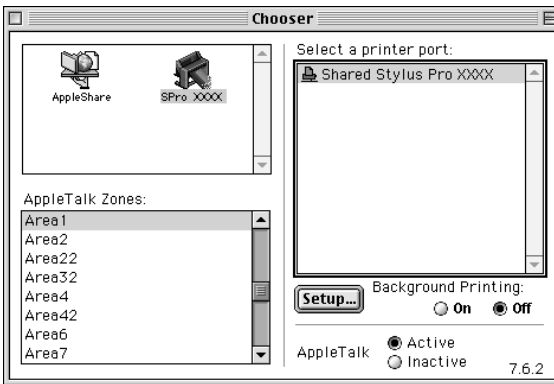 Chooser
AppleShare
SPro XXXX
AppleTalk Zones:
Area1
Area2
Area22
Area32
Area4
Area42
Area6
Area7
Select a printer port:
Shared Stylus Pro XXXX
Setup...
Background Printing:
On Off
AppleTalk
Active
Inactive
7.6.2